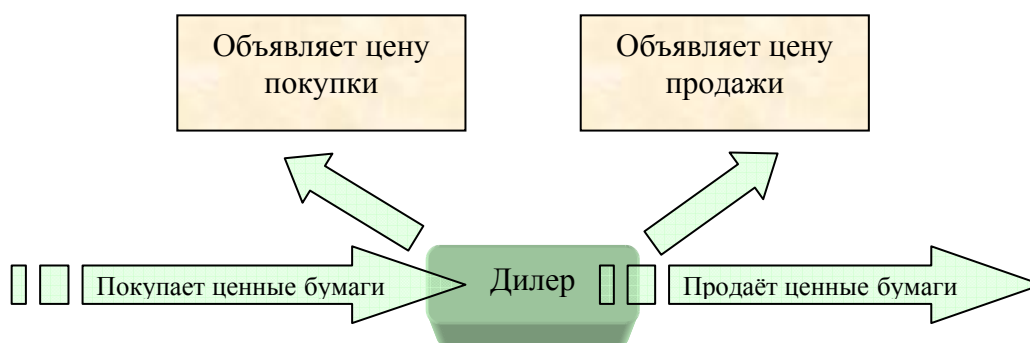 Объявляет цену
покупки
Объявляет цену
продажи
Покупает ценные бумаги
Дилер
Продаёт ценные бумаги